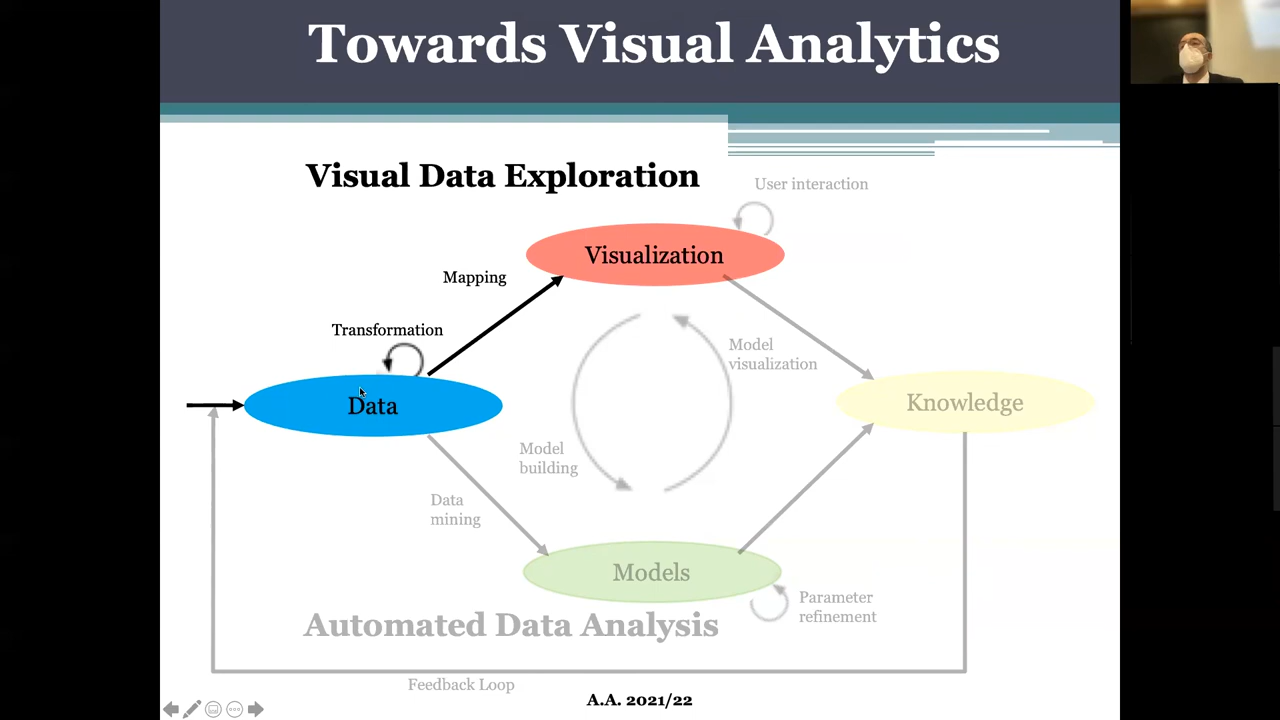 Towards Visual Analytics
Visual Data Exploration
User interaction
Visualization
Mapping
Transformation
Model
visualization
Data
Knowledge
Model
building
Data
mining
Models
Parameter
refinement
Automated Data Analysis
Feedback Loop
A.A. 2021/22